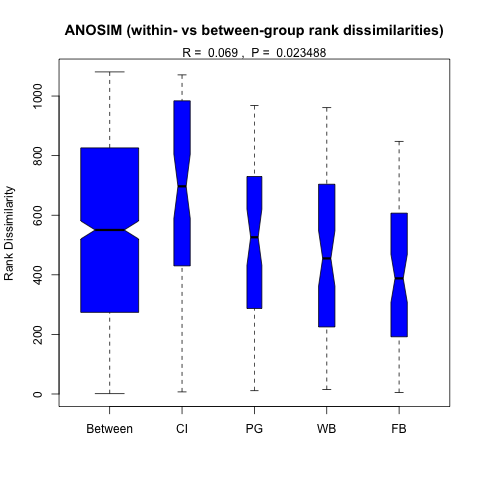 ANOSIM (within- vs between-group rank dissimilarities)
R =  0.069 ,  P =  0.023488
Rank Dissimilarity
1000
800
600
400
200
0
Between CI PG WB FB